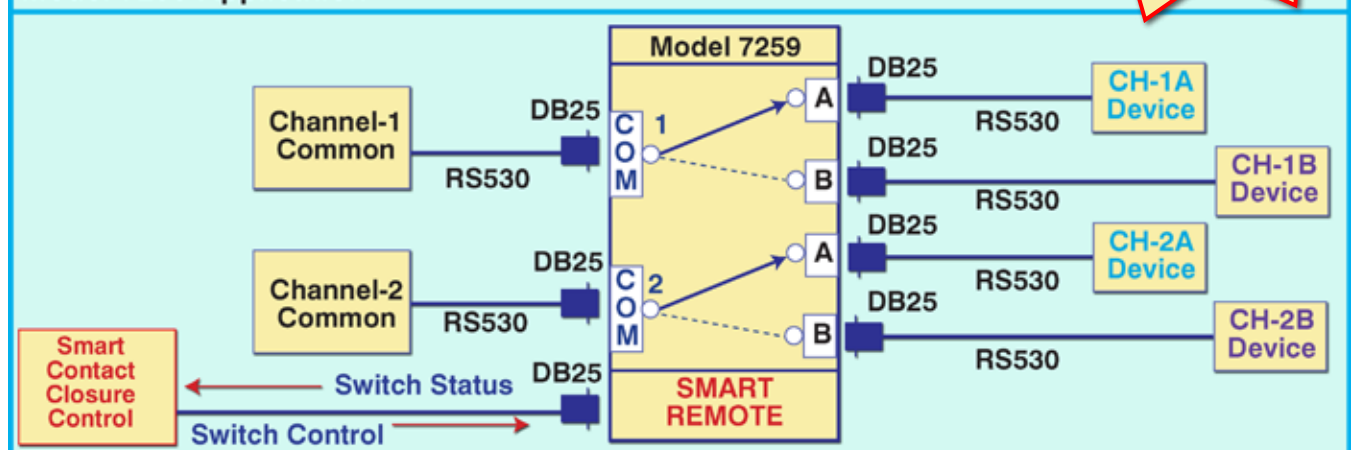 Model 7259
DB25
Channel-1
Common
RS530
DB25
C
O
M
1
A
B
DB25
RS530
CH-1A
Device
DB25
RS530
CH-1B
Device
Channel-2
Common
RS530
DB25
C
O
M
2
A
B
DB25
RS530
CH-2A
Device
DB25
RS530
CH-2B
Device
Smart
Contact
Closure
Control
Switch Status
Switch Control
DB25
SMART
REMOTE